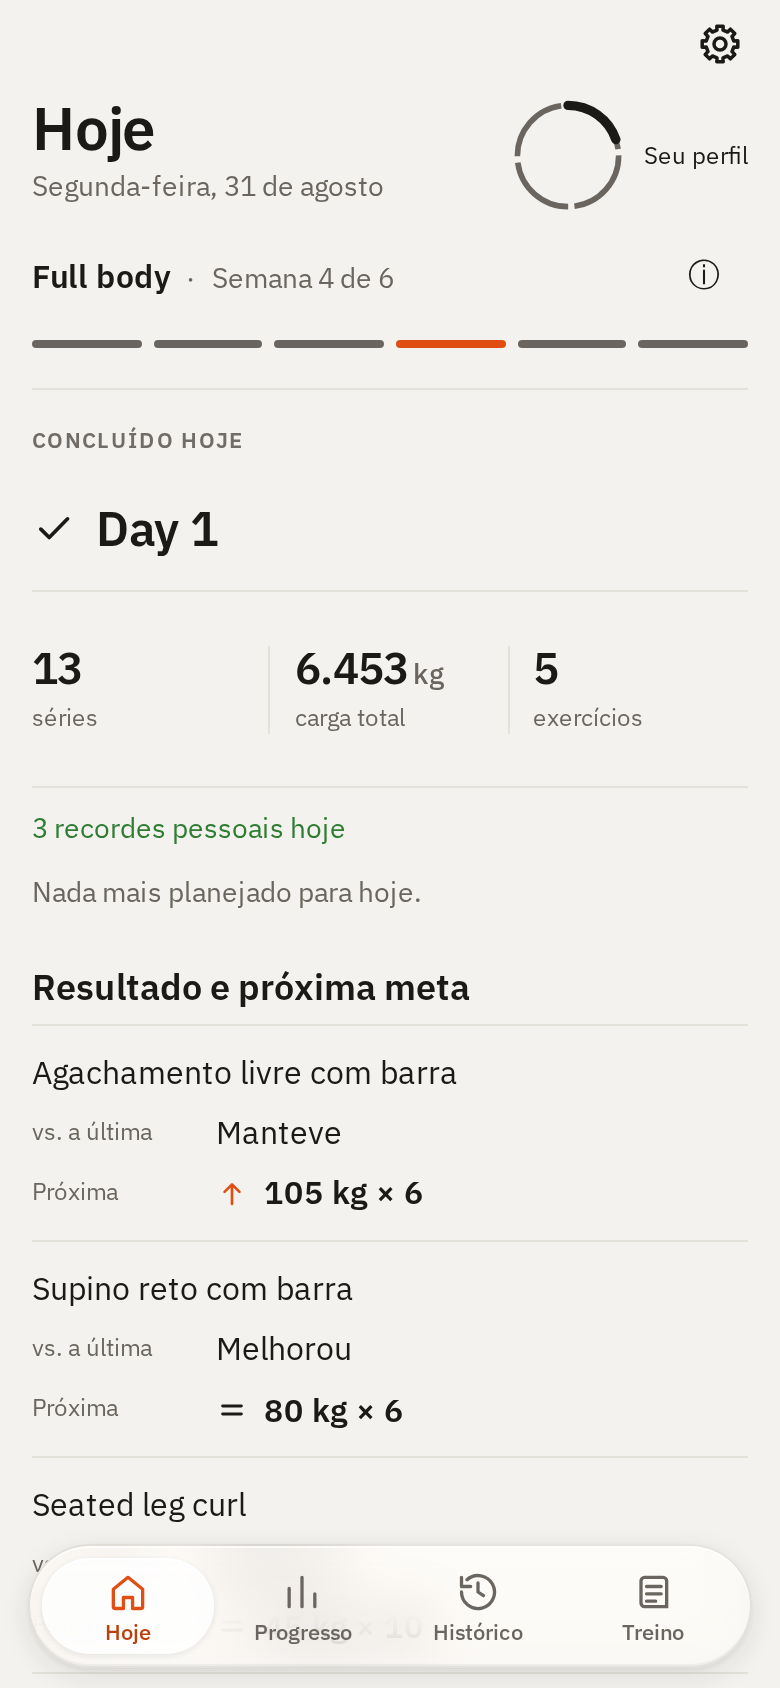 Hoje
Segunda-feira, 31 de agosto
Seu perfil
Full body · Semana 4 de 6
CONCLUÍDO HOJE
Day 1
13
séries
6.453 kg
carga total
5
exercícios
3 recordes pessoais hoje
Nada mais planejado para hoje.
Resultado e próxima meta
Agachamento livre com barra
vs. a última Manteve
Próxima ↑ 105 kg × 6
Supino reto com barra
vs. a última Melhorou
Próxima = 80 kg × 6
Seated leg curl
Hoje
Progresso
Histórico
Treino